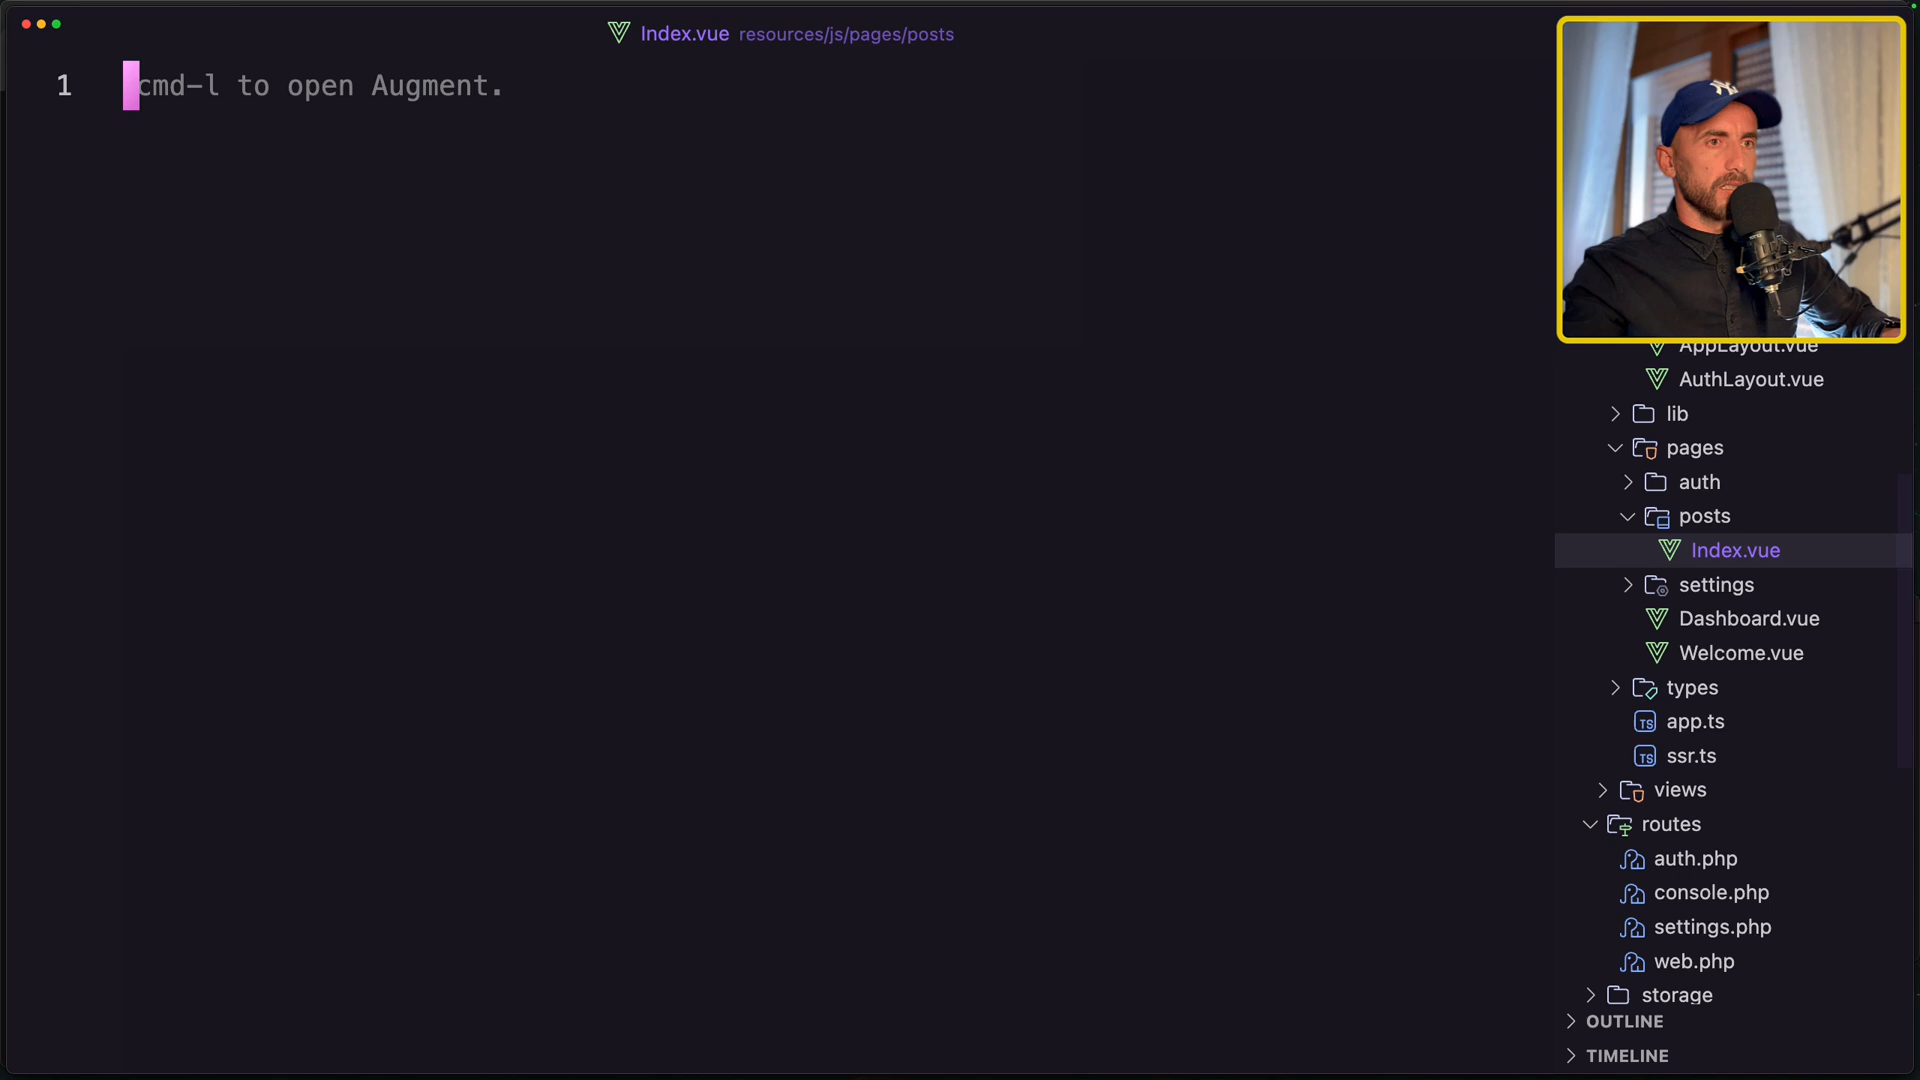 Index.vue resources/js/pages/posts
1 cmd-l to open Augment.
AppLayout.vue
AuthLayout.vue
lib
pages
auth
posts
Index.vue
settings
Dashboard.vue
Welcome.vue
types
TS app.ts
TS ssr.ts
views
routes
auth.php
console.php
settings.php
web.php
storage
OUTLINE
TIMELINE